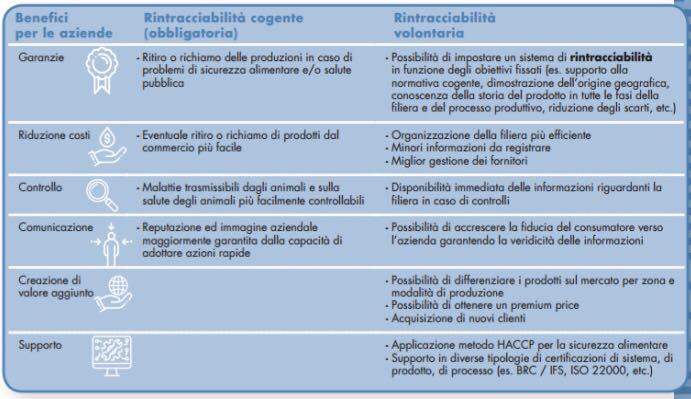 Benefici
per le aziende
Rintracciabilità cogente
(obbligatoria)
Rintracciabilità
volontaria
Garanzie
- Ritiro o richiamo delle produzioni in caso di
problemi di sicurezza alimentare e/o salute
pubblica
- Possibilità di impostare un sistema di rintracciabilità
in funzione degli obiettivi fissati (es. supporto alla
normativa cogente, dimostrazione dell'origine geografica,
conoscenza della storia del prodotto in tutte le fasi della
filiera e del processo produttivo, riduzione degli scarti, etc.)
Riduzione costi
- Eventuale ritiro o richiamo di prodotti dal
commercio più facile
- Organizzazione della filiera più efficiente
- Minori informazioni da registrare
- Miglior gestione dei fornitori
Controllo
- Malattie trasmissibili dagli animali e sulla
salute degli animali più facilmente controllabili
- Disponibilità immediata delle informazioni riguardanti la
filiera in caso di controlli
Comunicazione
- Reputazione ed immagine aziendale
maggiormente garantita dalla capacità di
adottare azioni rapide
- Possibilità di accrescere la fiducia del consumatore verso
l'azienda garantendo la veridicità delle informazioni
Creazione di
valore aggiunto
- Possibilità di differenziare i prodotti sul mercato per zona e
modalità di produzione
- Possibilità di ottenere un premium price
- Acquisizione di nuovi clienti
Supporto
- Applicazione metodo HACCP per la sicurezza alimentare
- Supporto in diverse tipologie di certificazioni di sistema, di
prodotto, di processo (es. BRC / IFS, ISO 22000, etc.)